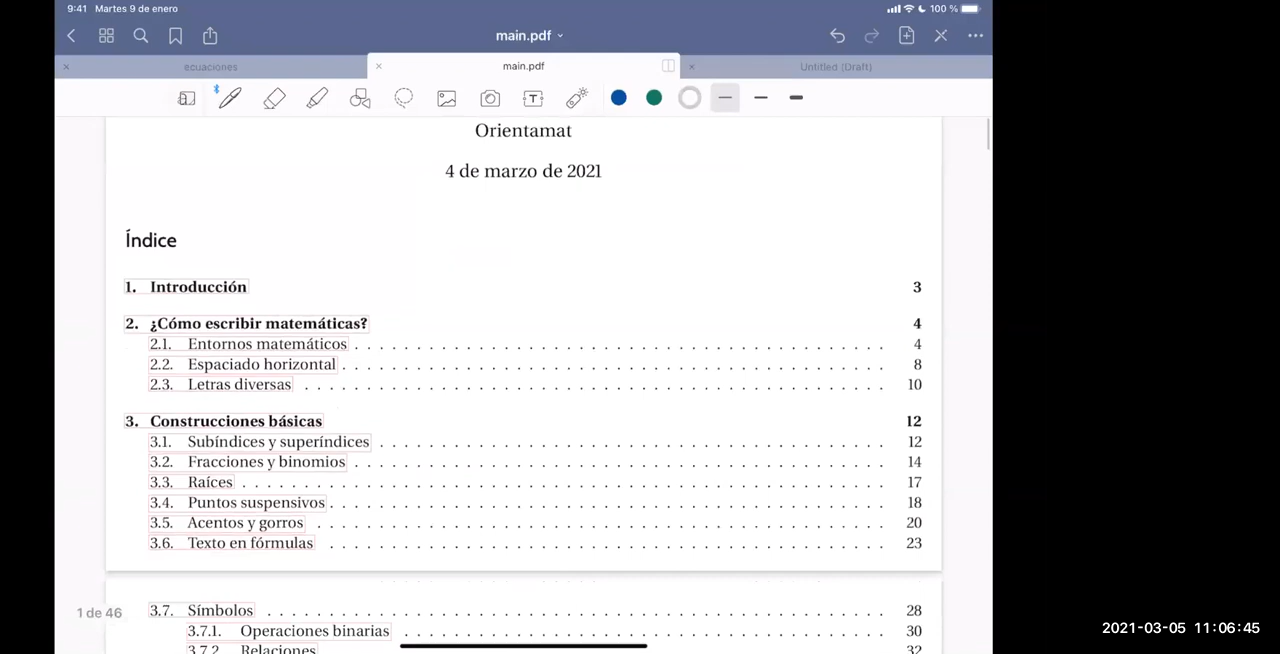 9:41 Martes 9 de enero 100 %
main.pdf
ecuaciones main.pdf Untitled (Draft)
Orientamat
4 de marzo de 2021
Índice
1. Introducción 3
2. ¿Cómo escribir matemáticas? 4
2.1. Entornos matemáticos 4
2.2. Espaciado horizontal 8
2.3. Letras diversas 10
3. Construcciones básicas 12
3.1. Subíndices y superíndices 12
3.2. Fracciones y binomios 14
3.3. Raíces 17
3.4. Puntos suspensivos 18
3.5. Acentos y gorros 20
3.6. Texto en fórmulas 23
1 de 46
3.7. Símbolos 28
3.7.1. Operaciones binarias 30
3.7.2. Relaciones 32
2021-03-05 11:06:45